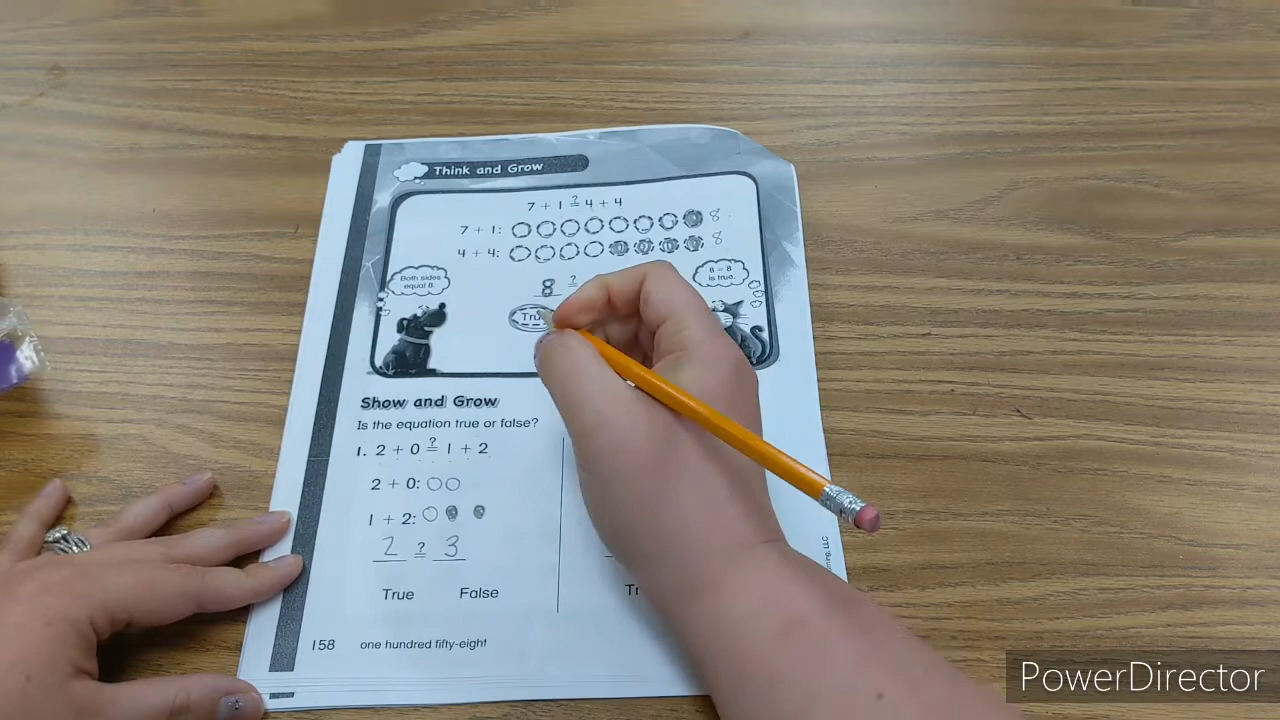 Think and Grow
7 + 1 ?= 4 + 4
7 + 1: 8
4 + 4: 8
Both sides
equal 8.
8 = 8
is true.
8 ?
Show and Grow
Is the equation true or false?
1. 2 + 0 ?= 1 + 2
2 + 0:
1 + 2:
2 ?= 3
True False
158 one hundred fifty-eight
PowerDirector